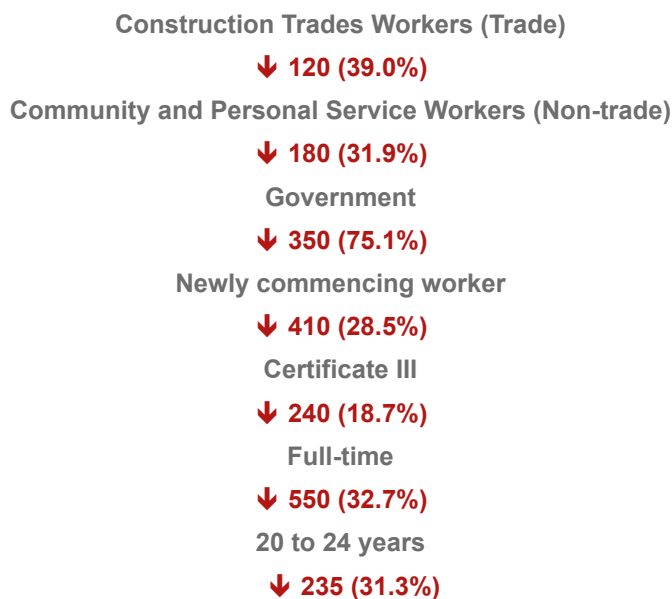 Construction Trades Workers (Trade)
↓ 120 (39.0%)
Community and Personal Service Workers (Non-trade)
↓ 180 (31.9%)
Government
↓ 350 (75.1%)
Newly commencing worker
↓ 410 (28.5%)
Certificate III
↓ 240 (18.7%)
Full-time
↓ 550 (32.7%)
20 to 24 years
↓ 235 (31.3%)